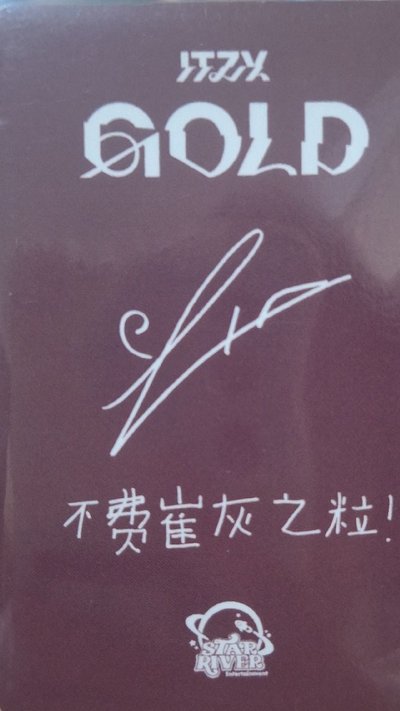 ITZY
GOLD
不费崔灰之粒!
STAR
RIVER
Entertainment